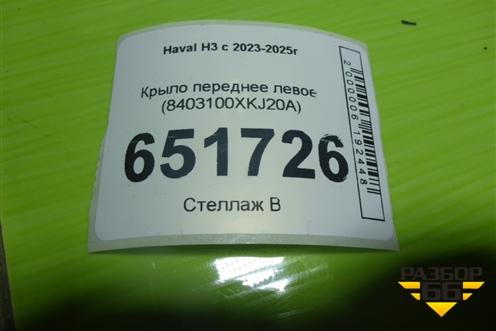 Haval H3 с 2023-2025г
Крыло переднее левое
(8403100XKJ20A)
651726
Стеллаж В
2000006192448
РАЗБОР
66